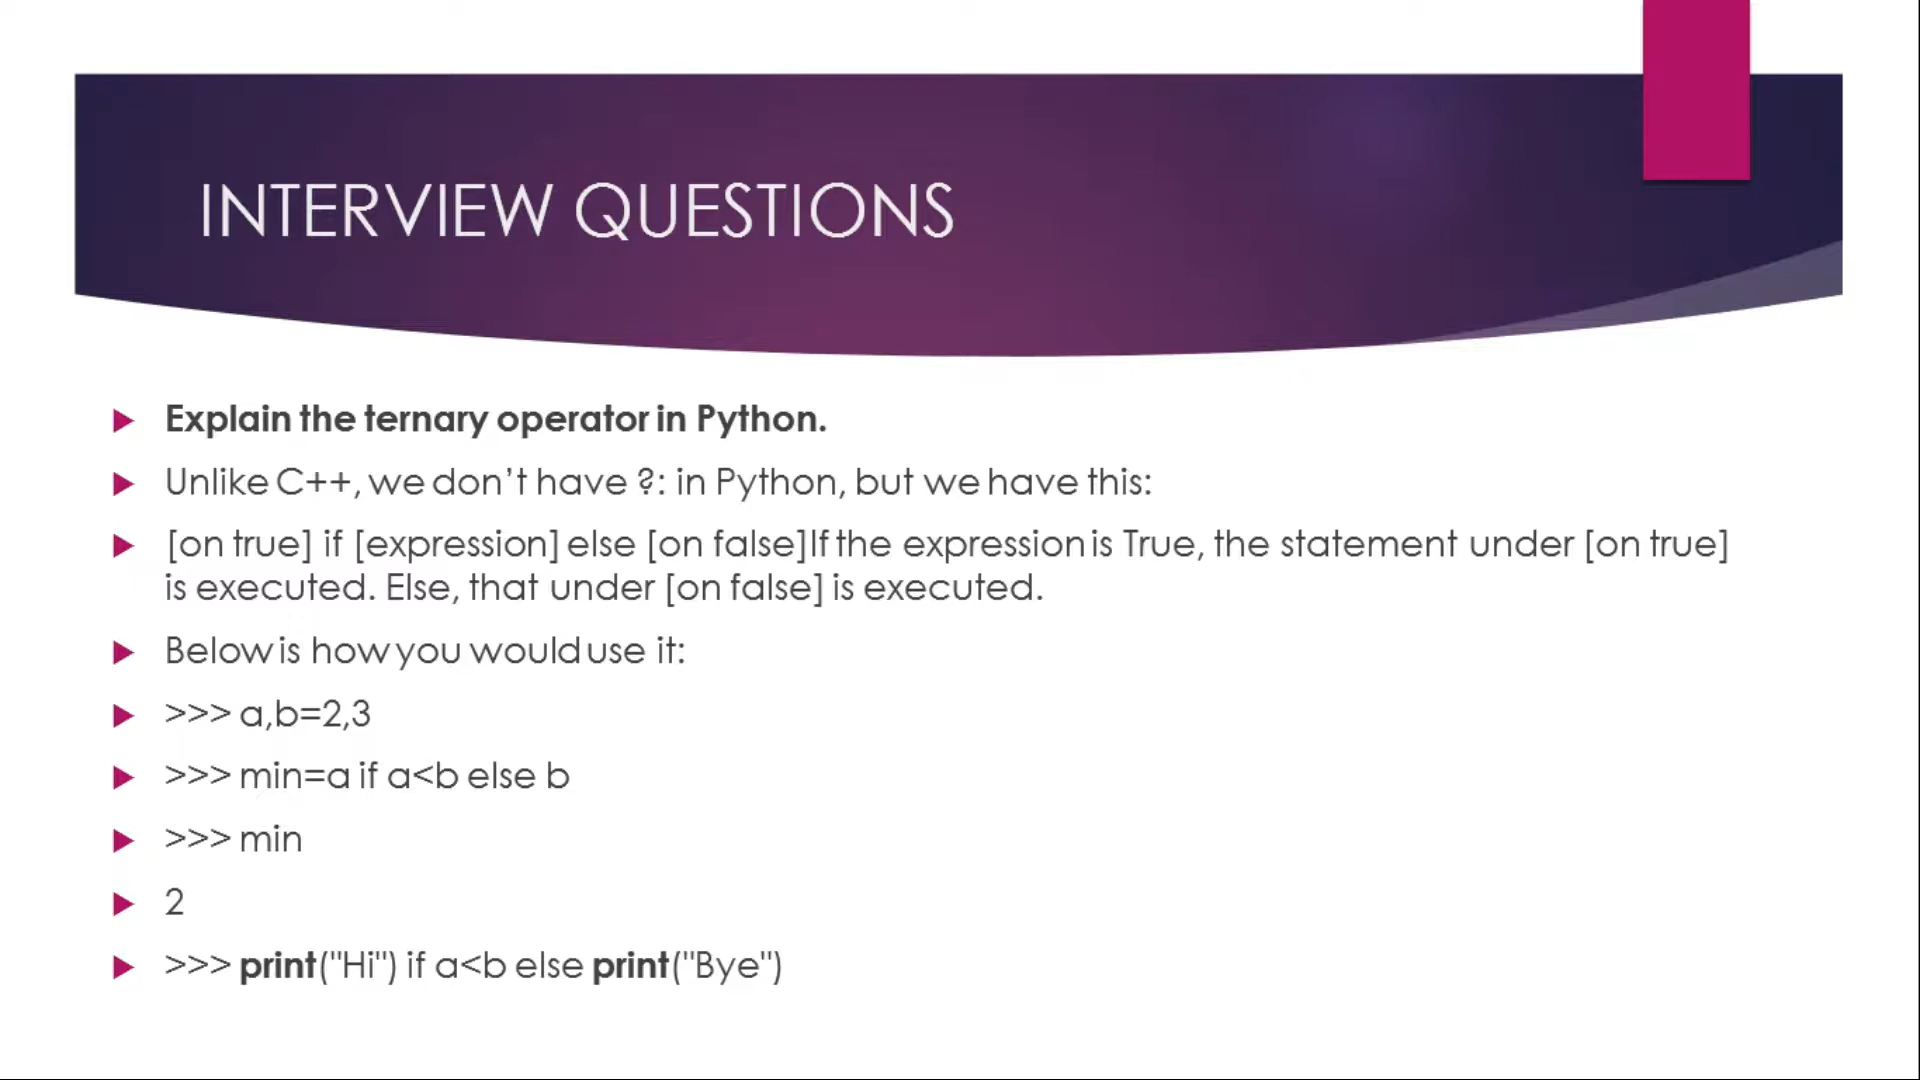 INTERVIEW QUESTIONS
Explain the ternary operator in Python.
Unlike C++, we don’t have ?: in Python, but we have this:
[on true] if [expression] else [on false]If the expression is True, the statement under [on true]
is executed. Else, that under [on false] is executed.
Below is how you would use it:
>>> a,b=2,3
>>> min=a if a<b else b
>>> min
2
>>> print("Hi") if a<b else print("Bye")